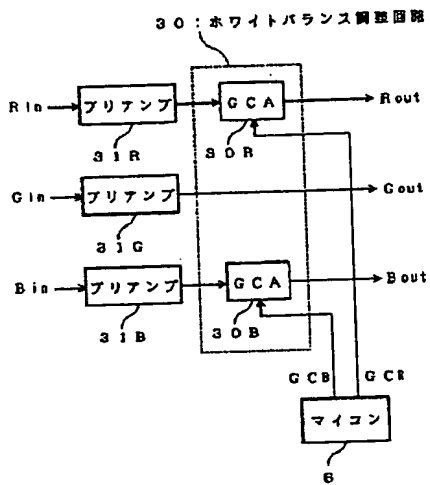 30:ホワイトバランス調整回路
Rin
プリアンプ
GCA
Rout
31R
30R
Gin
プリアンプ
Gout
31G
Bin
プリアンプ
GCA
Bout
31B
30B
GCB
GCR
マイコン
6